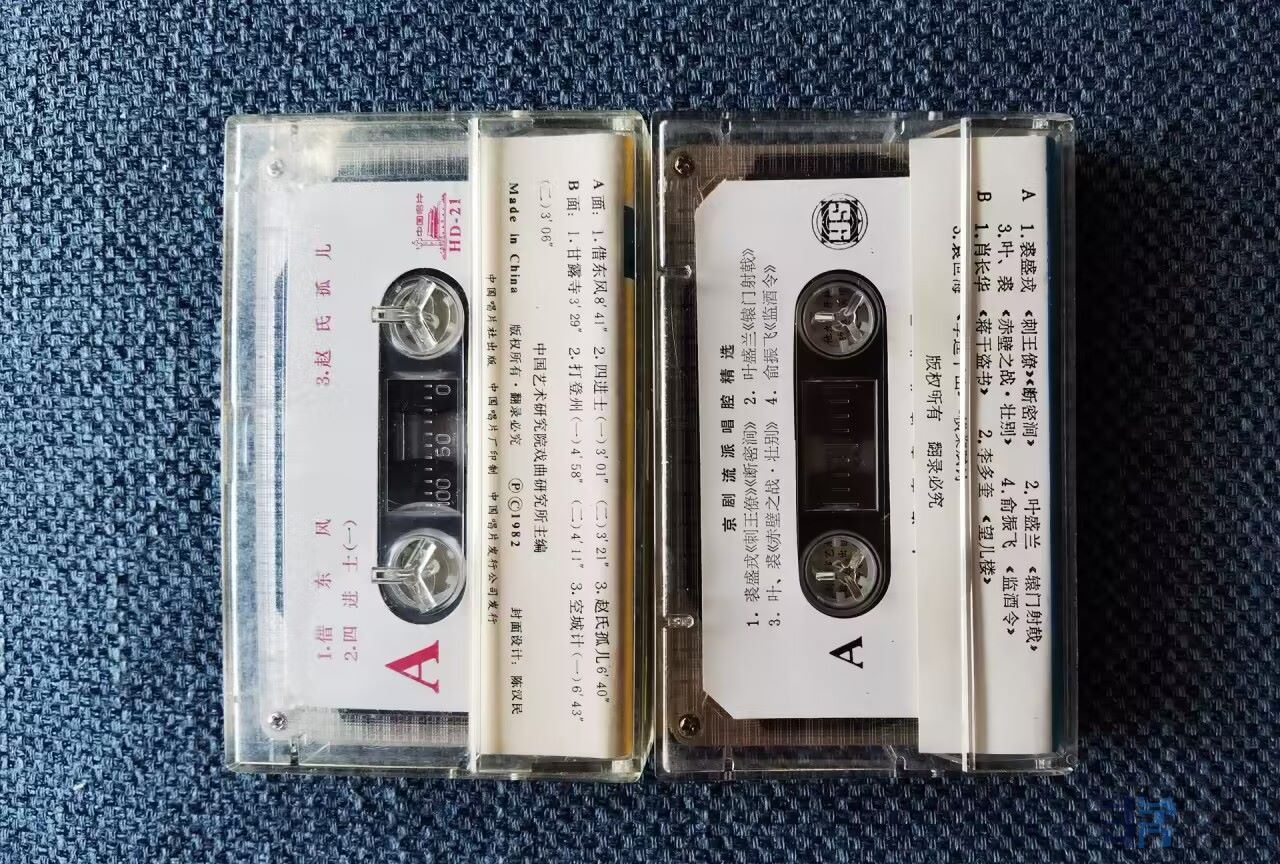 A 面：1.借东风8′41″ 2.四进士(一)3′01″ (二)3′21″ 3.赵氏孤儿6′40″
B 面：1.甘露寺3′29″ 2.打登州(一)4′58″ (二)4′11″ 3.空城计(一)6′43″
(二)3′06″
中国艺术研究院戏曲研究所主编
Made in China 版权所有·翻录必究 ⓅⒸ1982 封面设计：陈汉民
中国唱片社出版 中国唱片厂印制 中国唱片发行公司发行
中国唱片
HD-21
A
1.借东风
2.四进士(一)
3.赵氏孤儿
A 1.裘盛戎《刺王僚》《断密涧》 2.叶盛兰《辕门射戟》
3.叶、裘《赤壁之战·壮别》 4.俞振飞《监酒令》
B 1.肖长华《蒋干盗书》 2.李多奎《望儿楼》
版权所有 翻录必究
京剧流派唱腔精选
1.裘盛戎《刺王僚》《断密涧》 2.叶盛兰《辕门射戟》
3.叶、裘《赤壁之战·壮别》 4.俞振飞《监酒令》
A
0 50 100